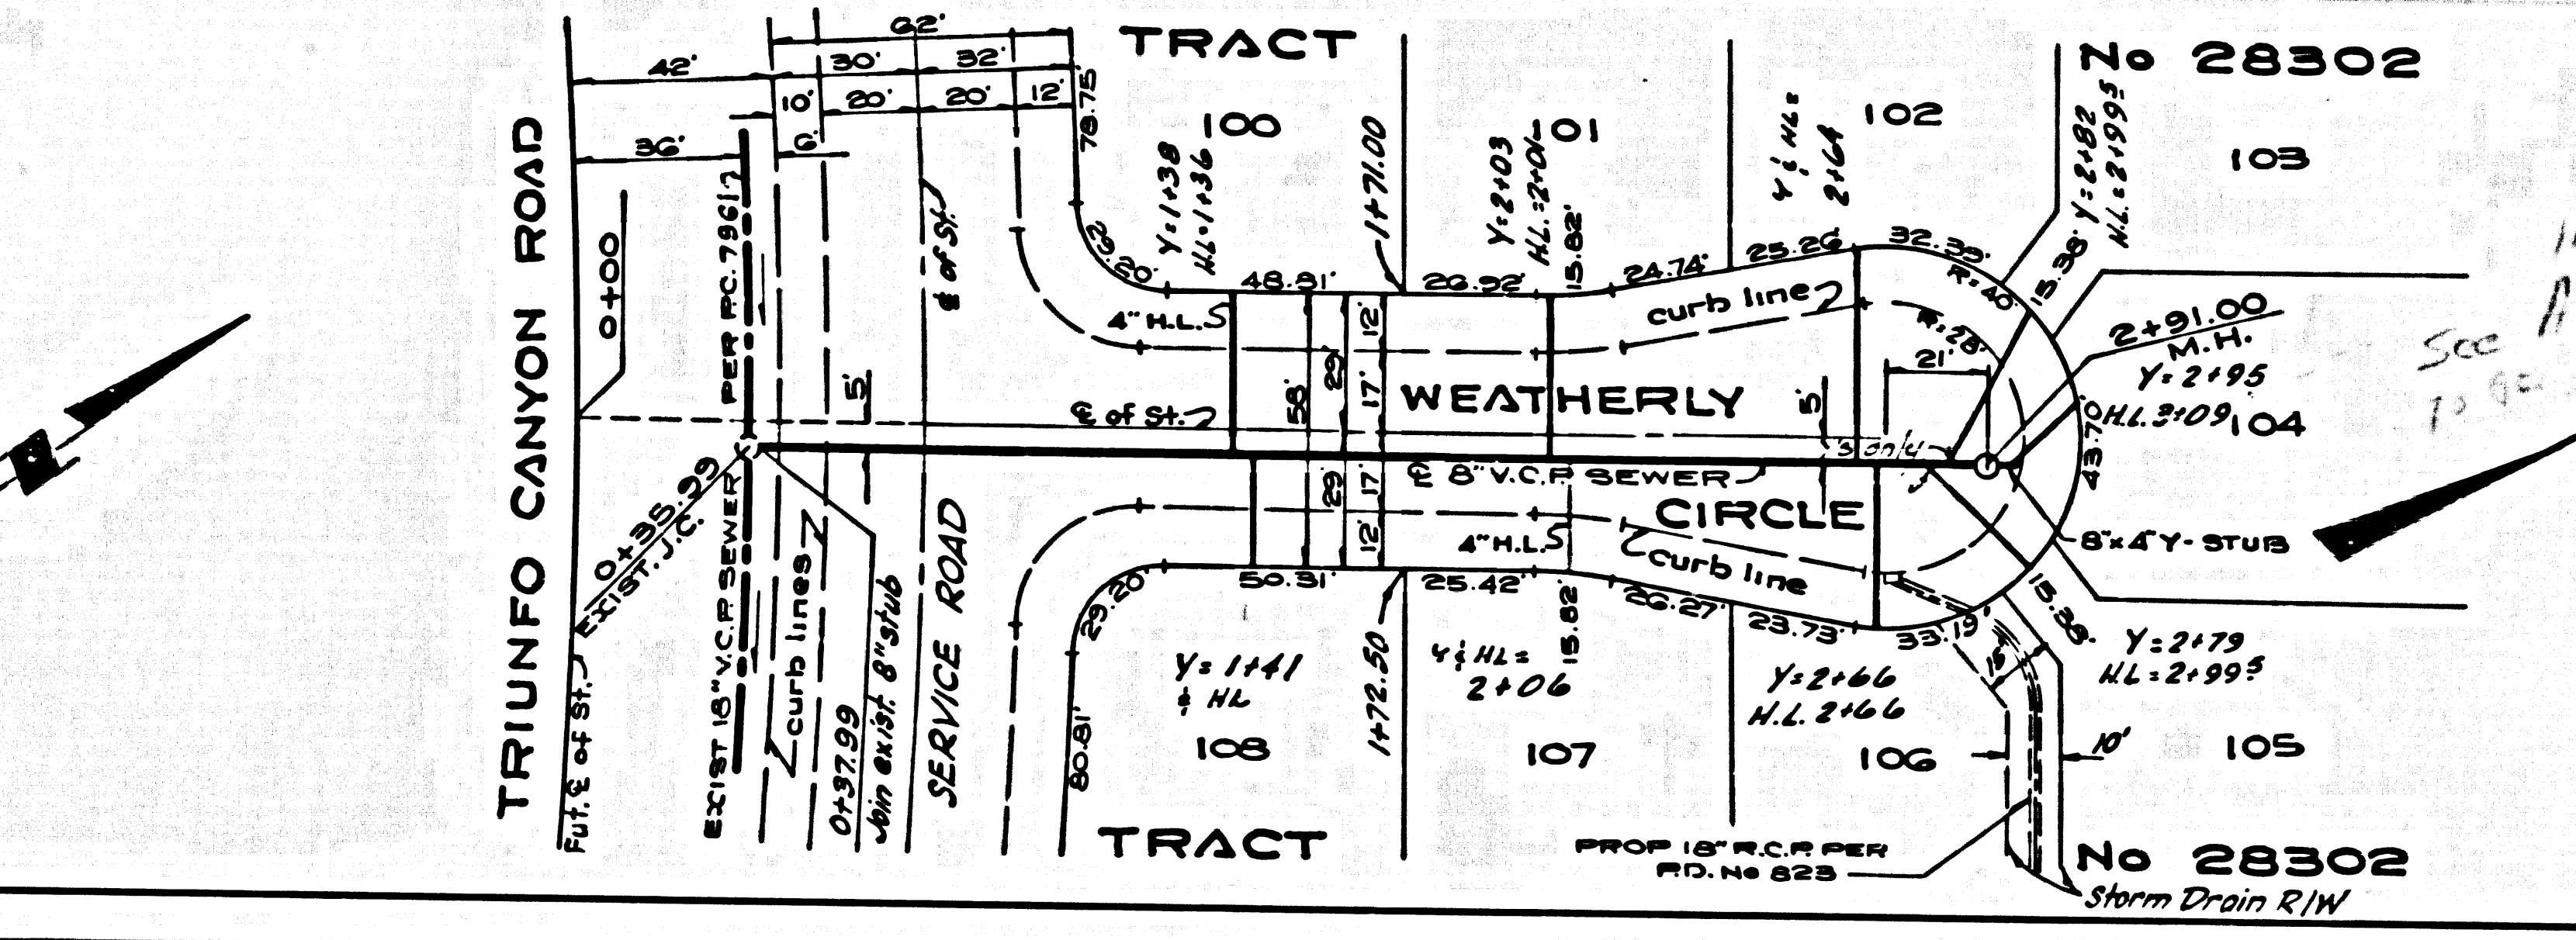 TRACT
No 28302
62'
42'
30'
32'
10'
20'
20'
12'
36'
6'
78.75'
TRIUNFO CANYON ROAD
0+00
PER P.C. 7961
℄ of St.
29.20'
100
Y=1+38
H.L.=1+36
1+71.00
101
Y=2+03
H.L.=2+01
15.82'
102
Y & HL=
2+64
Y=2+82
H.L.=2+99⁵
103
48.81'
26.92'
24.74'
25.26'
32.39'
15.38'
R=40'
R=28'
curb line
4" H.L.
12'
29'
17'
58'
5'
℄ of St.
WEATHERLY
5'
21'
2+91.00
M.H.
Y=2+95
H.L. 3+09
104
43.70'
See
℄ 8" V.C.P. SEWER
CIRCLE
29'
17'
12'
4" H.L.
curb line
8"x4" Y-STUB
0+35.99
EXIST. J.C.
EXIST 18" V.C.P. SEWER
curb lines
0+37.99
Join exist. 8" stub
SERVICE ROAD
Fut. ℄ of St.
29.20'
80.81'
50.31'
25.42'
15.82'
26.27'
23.73'
33.19'
15.38'
15'
1+72.50
Y=1+41
& HL
108
Y & HL=
2+06
107
Y=2+66
H.L. 2+66
106
Y=2+79
H.L.=2+99⁵
105
10'
TRACT
PROP 18" R.C.P. PER
P.D. No 823
No 28302
Storm Drain R/W